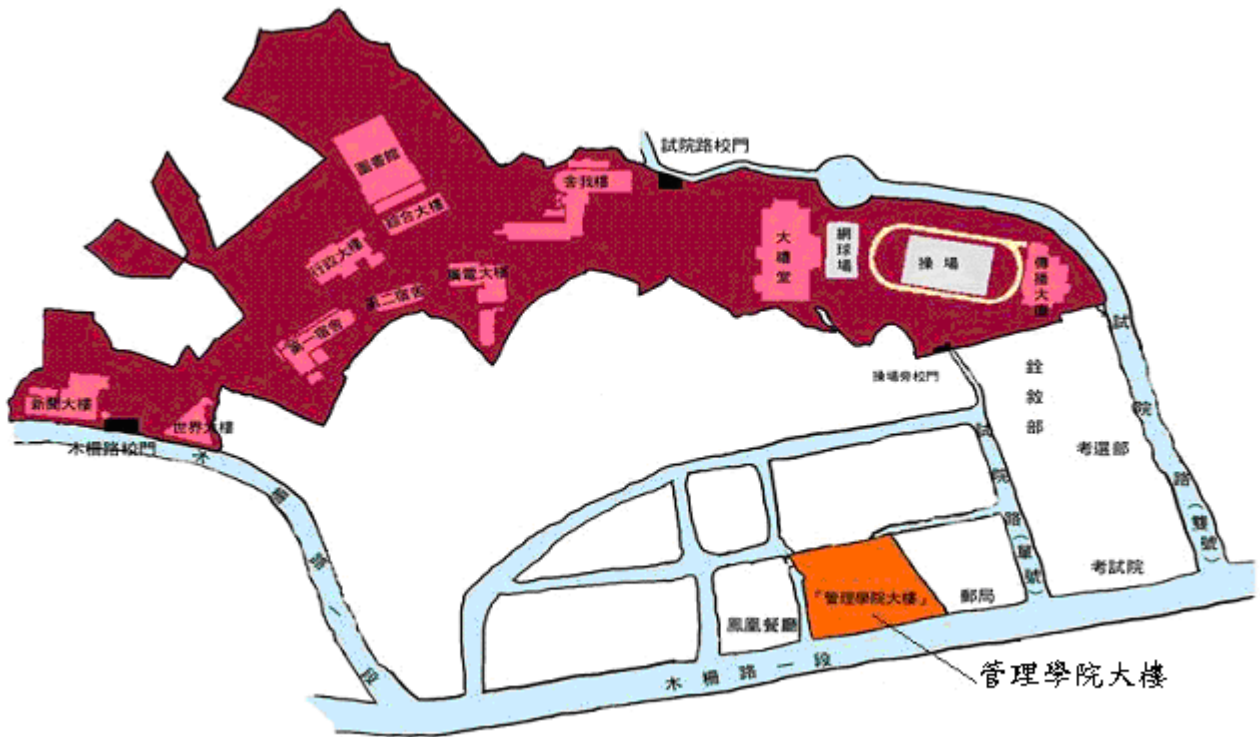 試院路校門
圖書館
舍我樓
綜合大樓
行政大樓
廣電大樓
第二宿舍
第一宿舍
大禮堂
網球場
操場
傳播大廈
新聞大樓
世界大樓
木柵路校門
操場旁校門
銓敘部
考選部
考試院
試院路(雙號)
試院路(單號)
木柵路一段
『管理學院大樓』
郵局
鳳凰餐廳
木柵路一段
管理學院大樓